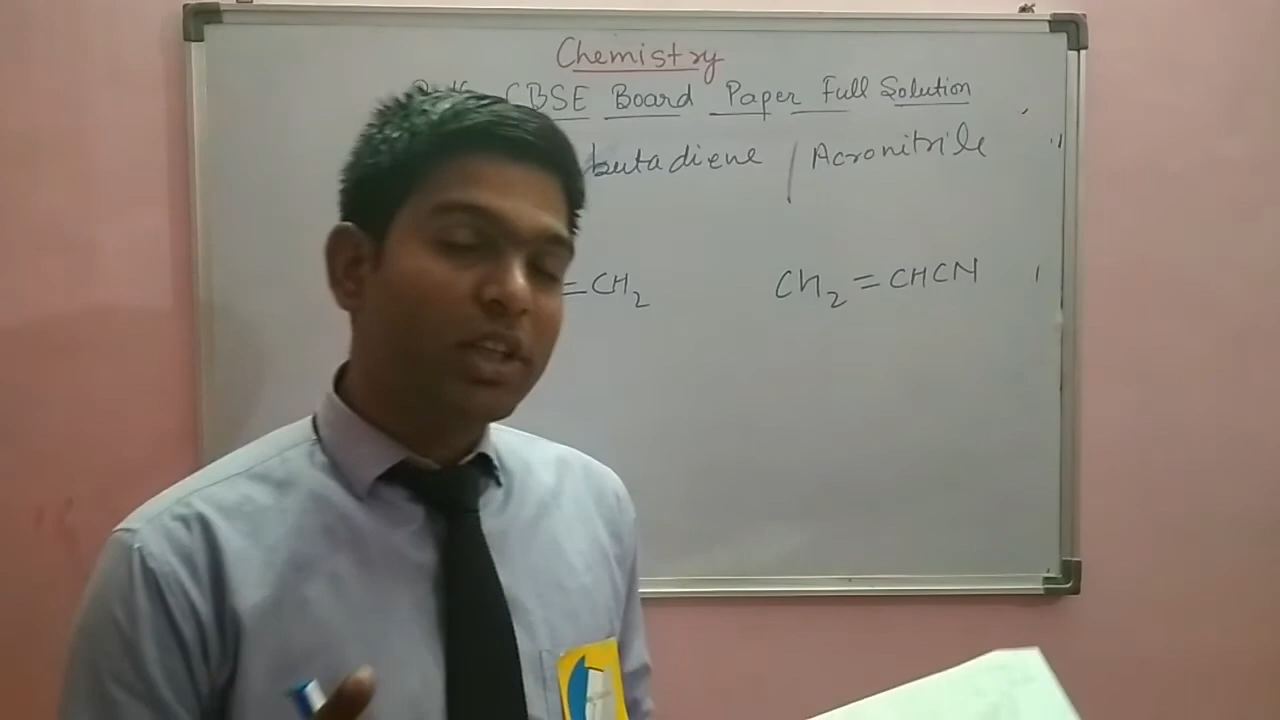 Chemistry
CBSE Board Paper Full Solution
butadiene / Acronitrile
=CH2 CH2=CHCN